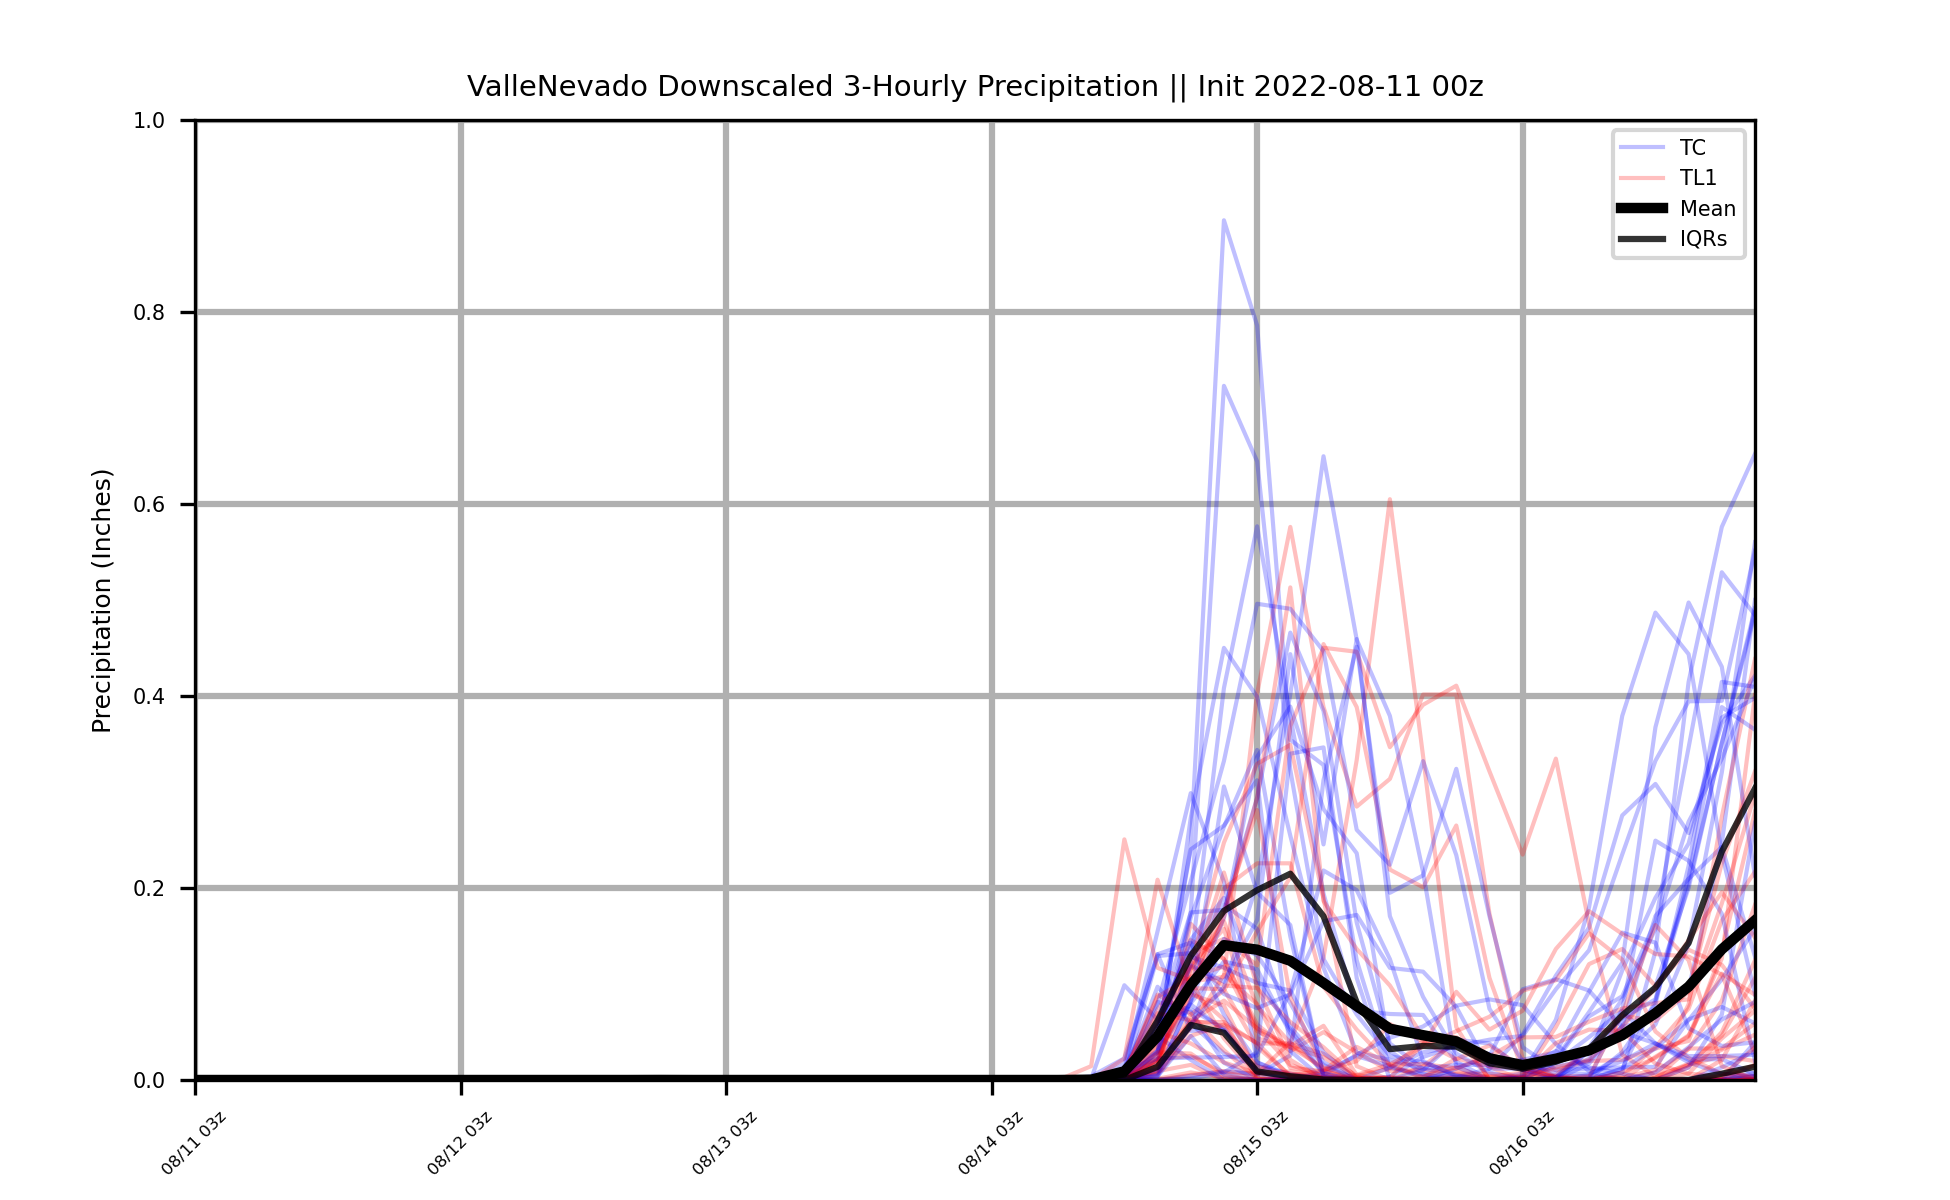 ValleNevado Downscaled 3-Hourly Precipitation || Init 2022-08-11 00z
TC
TL1
Mean
IQRs
Precipitation (Inches)
1.0
0.8
0.6
0.4
0.2
0.0
08/11 03z
08/12 03z
08/13 03z
08/14 03z
08/15 03z
08/16 03z